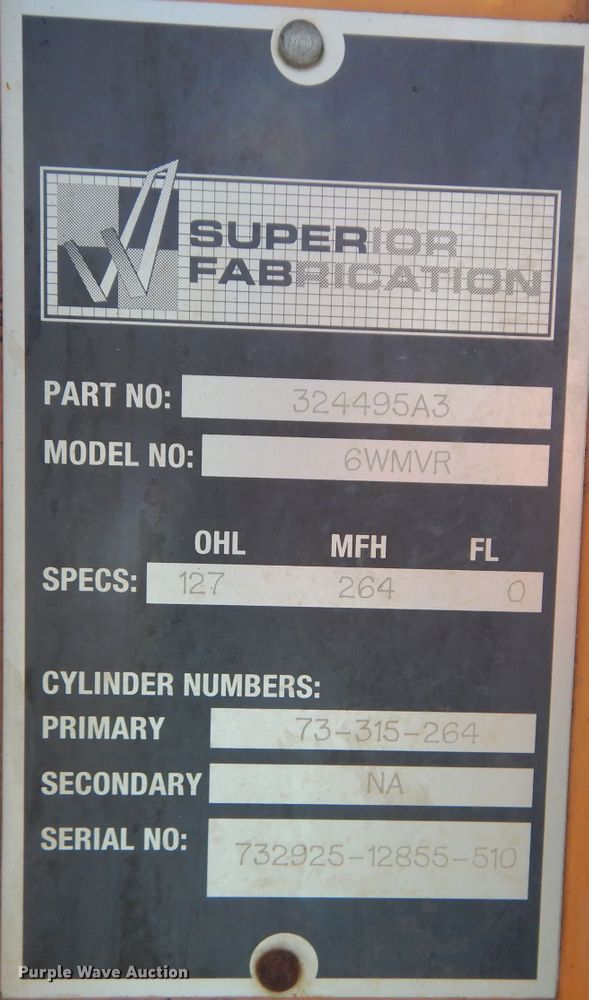 SUPERIOR
FABRICATION
PART NO: 324495A3
MODEL NO: 6WMVR
OHL MFH FL
SPECS: 127 264 0
CYLINDER NUMBERS:
PRIMARY 73-315-264
SECONDARY NA
SERIAL NO: 732925-12855-510
Purple Wave Auction